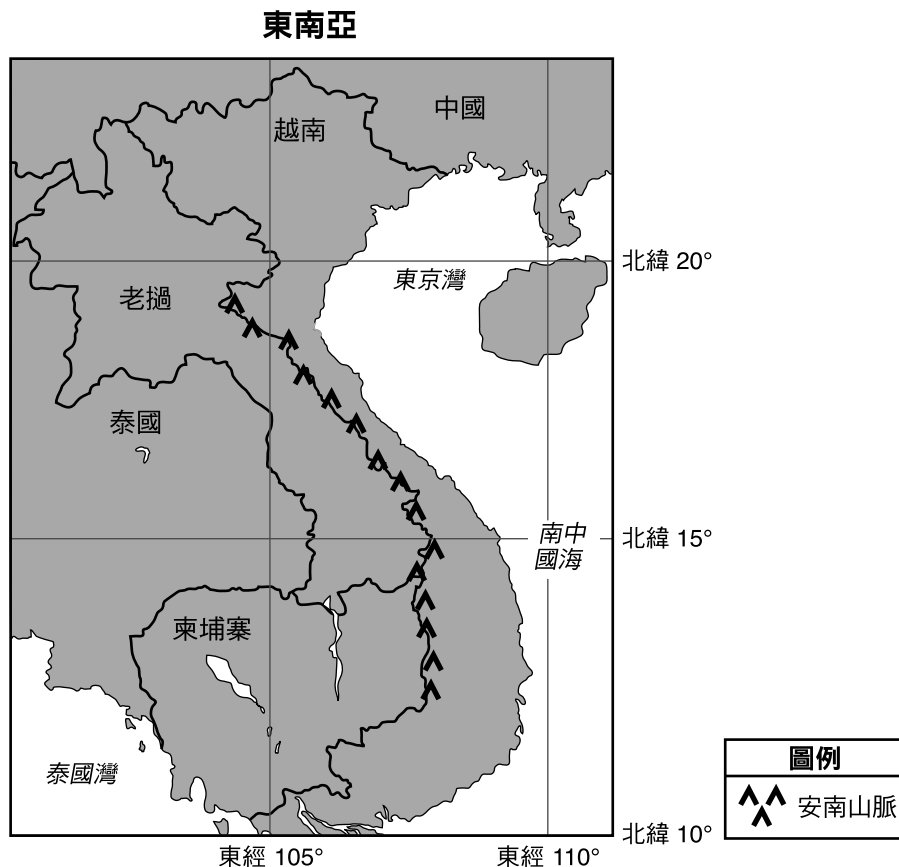 東南亞
中國
越南
北緯 20°
東京灣
老撾
泰國
南中
國海
北緯 15°
柬埔寨
圖例
泰國灣
安南山脈
北緯 10°
東經 105°
東經 110°